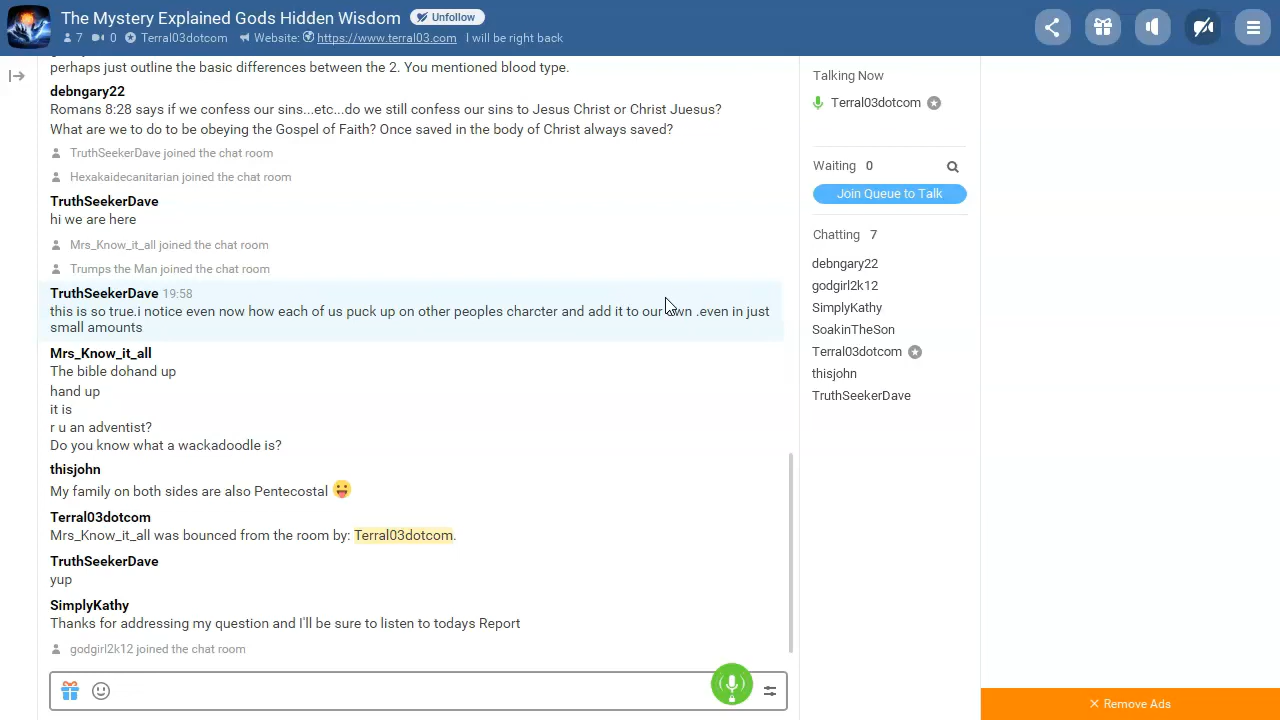 The Mystery Explained Gods Hidden Wisdom
Unfollow
7 0 Terral03dotcom Website: https://www.terral03.com I will be right back
perhaps just outline the basic differences between the 2. You mentioned blood type.
debngary22
Romans 8:28 says if we confess our sins...etc...do we still confess our sins to Jesus Christ or Christ Juesus?
What are we to do to be obeying the Gospel of Faith? Once saved in the body of Christ always saved?
TruthSeekerDave joined the chat room
Hexakaidecanitarian joined the chat room
TruthSeekerDave
hi we are here
Mrs_Know_it_all joined the chat room
Trumps the Man joined the chat room
TruthSeekerDave 19:58
this is so true.i notice even now how each of us puck up on other peoples charcter and add it to our own .even in just
small amounts
Mrs_Know_it_all
The bible dohand up
hand up
it is
r u an adventist?
Do you know what a wackadoodle is?
thisjohn
My family on both sides are also Pentecostal
Terral03dotcom
Mrs_Know_it_all was bounced from the room by: Terral03dotcom.
TruthSeekerDave
yup
SimplyKathy
Thanks for addressing my question and I'll be sure to listen to todays Report
godgirl2k12 joined the chat room
Talking Now
Terral03dotcom
Waiting 0
Join Queue to Talk
Chatting 7
debngary22
godgirl2k12
SimplyKathy
SoakinTheSon
Terral03dotcom
thisjohn
TruthSeekerDave
Remove Ads